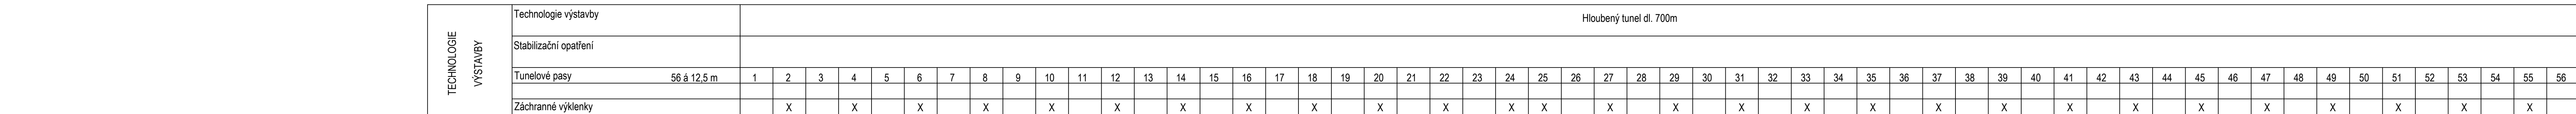 TECHNOLOGIE
VÝSTAVBY
Technologie výstavby
Hloubený tunel dl. 700m
Stabilizační opatření
Tunelové pasy 56 á 12,5 m 1 2 3 4 5 6 7 8 9 10 11 12 13 14 15 16 17 18 19 20 21 22 23 24 25 26 27 28 29 30 31 32 33 34 35 36 37 38 39 40 41 42 43 44 45 46 47 48 49 50 51 52 53 54 55 56
Záchranné výklenky X X X X X X X X X X X X X X X X X X X X X X X X X X X X